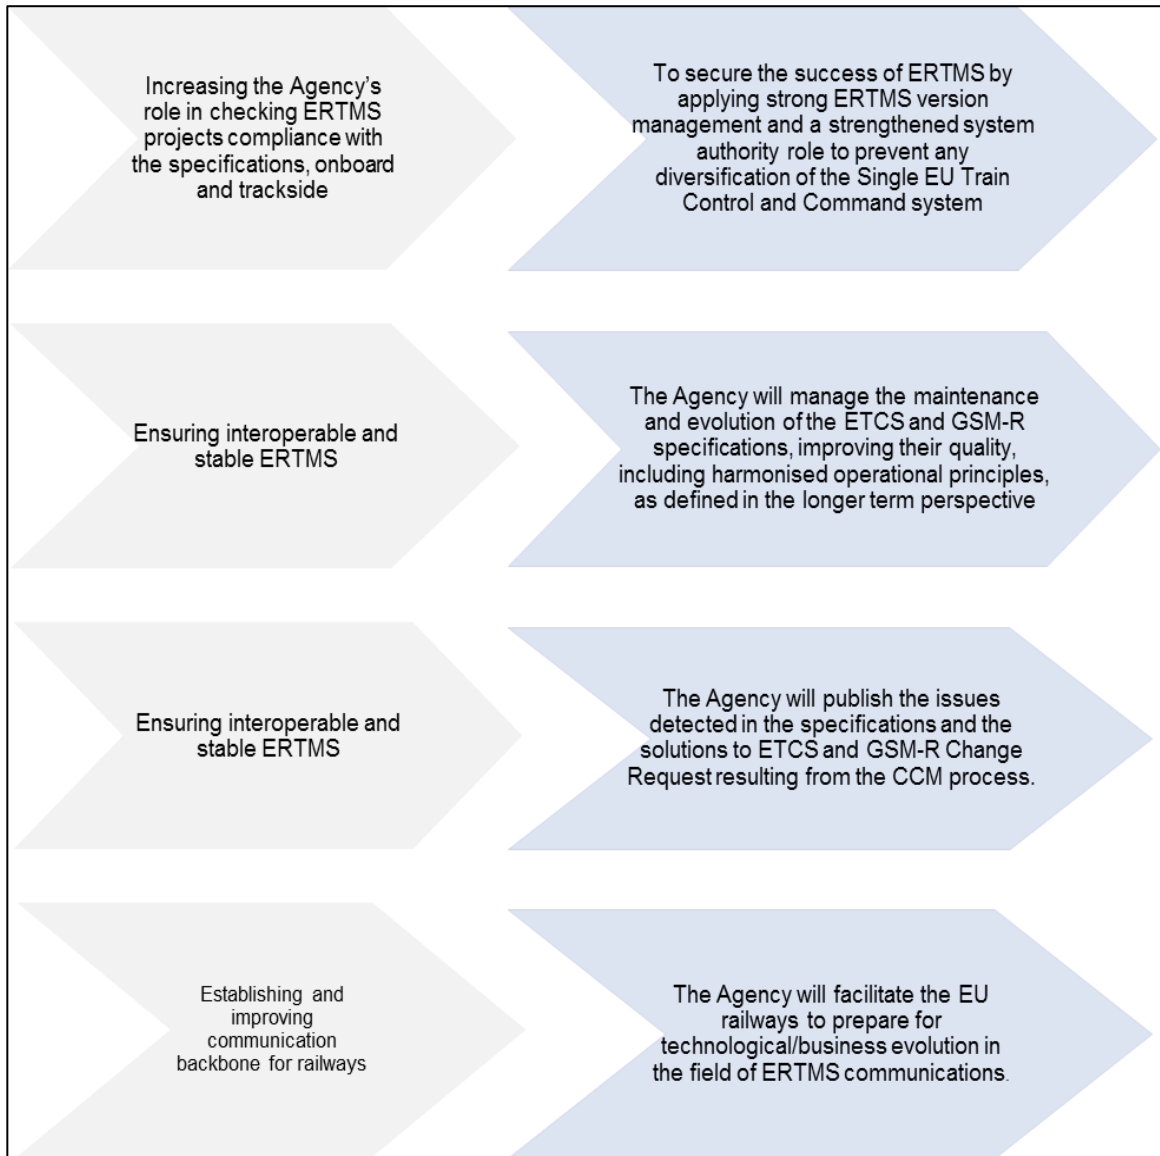 Increasing the Agency's
role in checking ERTMS
projects compliance with
the specifications, onboard
and trackside
To secure the success of ERTMS by
applying strong ERTMS version
management and a strengthened system
authority role to prevent any
diversification of the Single EU Train
Control and Command system
Ensuring interoperable and
stable ERTMS
The Agency will manage the maintenance
and evolution of the ETCS and GSM-R
specifications, improving their quality,
including harmonised operational principles,
as defined in the longer term perspective
Ensuring interoperable and
stable ERTMS
The Agency will publish the issues
detected in the specifications and the
solutions to ETCS and GSM-R Change
Request resulting from the CCM process.
Establishing and
improving
communication
backbone for railways
The Agency will facilitate the EU
railways to prepare for
technological/business evolution in
the field of ERTMS communications.